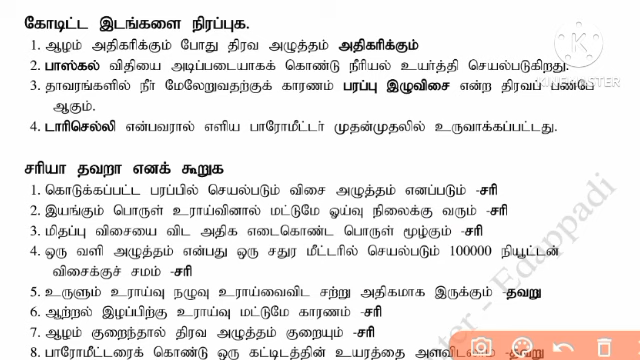 கோடிட்ட இடங்களை நிரப்புக.
1. ஆழம் அதிகரிக்கும் போது திரவ அழுத்தம் அதிகரிக்கும்
2. பாஸ்கல் விதியை அடிப்படையாகக் கொண்டு நீரியல் உயர்த்தி செயல்படுகிறது.
3. தாவரங்களில் நீர் மேலேறுவதற்குக் காரணம் பரப்பு இழுவிசை என்ற திரவப் பண்பே
ஆகும்.
4. டாரிசெல்லி என்பவரால் எளிய பாரோமீட்டர் முதன்முதலில் உருவாக்கப்பட்டது.
சரியா தவறா எனக் கூறுக
1. கொடுக்கப்பட்ட பரப்பில் செயல்படும் விசை அழுத்தம் எனப்படும் -சரி
2. இயங்கும் பொருள் உராய்வினால் மட்டுமே ஓய்வு நிலைக்கு வரும் -சரி
3. மிதப்பு விசையை விட அதிக எடைகொண்ட பொருள் மூழ்கும் -சரி
4. ஒரு வளி அழுத்தம் என்பது ஒரு சதுர மீட்டரில் செயல்படும் 100000 நியூட்டன்
விசைக்குச் சமம் -சரி
5. உருளும் உராய்வு நழுவு உராய்வைவிட சற்று அதிகமாக இருக்கும் -தவறு
6. ஆற்றல் இழப்பிற்கு உராய்வு மட்டுமே காரணம் -சரி
7. ஆழம் குறைந்தால் திரவ அழுத்தம் குறையும் -சரி
8. பாரோமீட்டரைக் கொண்டு ஒரு கட்டிடத்தின் உயரத்தை அளவிடலாம் -தவறு
Edappadi
KINEMASTER